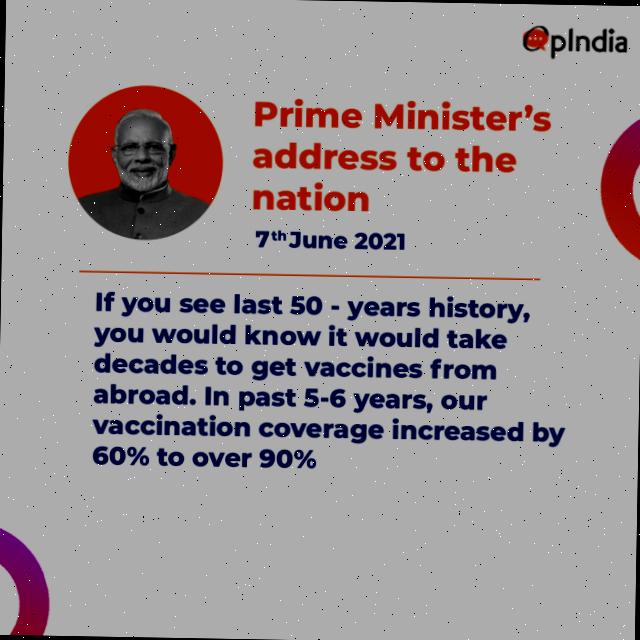 OpIndia
Prime Minister's
address to the
nation
7th June 2021
If you see last 50 - years history,
you would know it would take
decades to get vaccines from
abroad. In past 5-6 years, our
vaccination coverage increased by
60% to over 90%